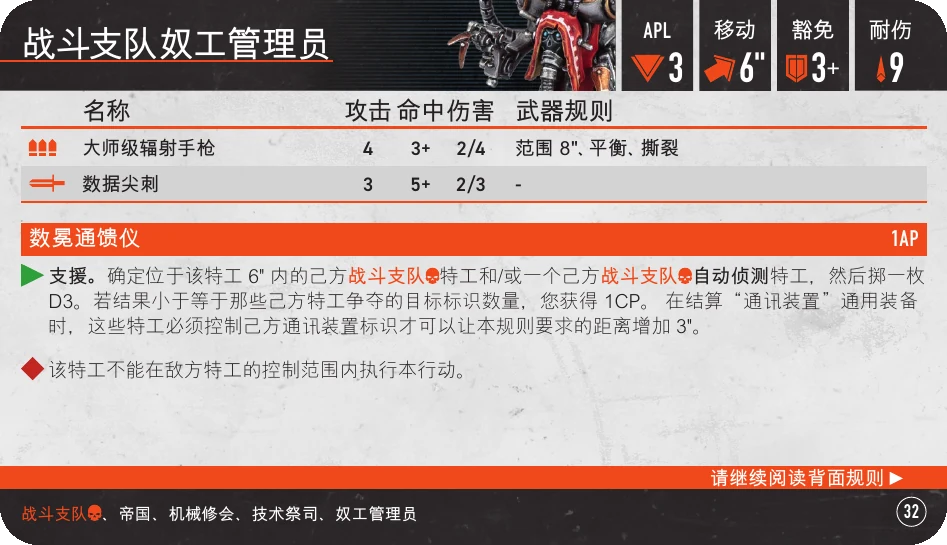 战斗支队奴工管理员
APL 移动 豁免 耐伤
3 6" 3+ 9
名称 攻击 命中 伤害 武器规则
大师级辐射手枪 4 3+ 2/4 范围 8"、平衡、撕裂
数据尖刺 3 5+ 2/3 -
数冕通馈仪 1AP
支援。确定位于该特工 6" 内的己方战斗支队特工和/或一个己方战斗支队自动侦测特工，然后掷一枚
D3。若结果小于等于那些己方特工争夺的目标标识数量，您获得 1CP。 在结算“通讯装置”通用装备
时，这些特工必须控制己方通讯装置标识才可以让本规则要求的距离增加 3"。
该特工不能在敌方特工的控制范围内执行本行动。
请继续阅读背面规则
战斗支队、帝国、机械修会、技术祭司、奴工管理员
32